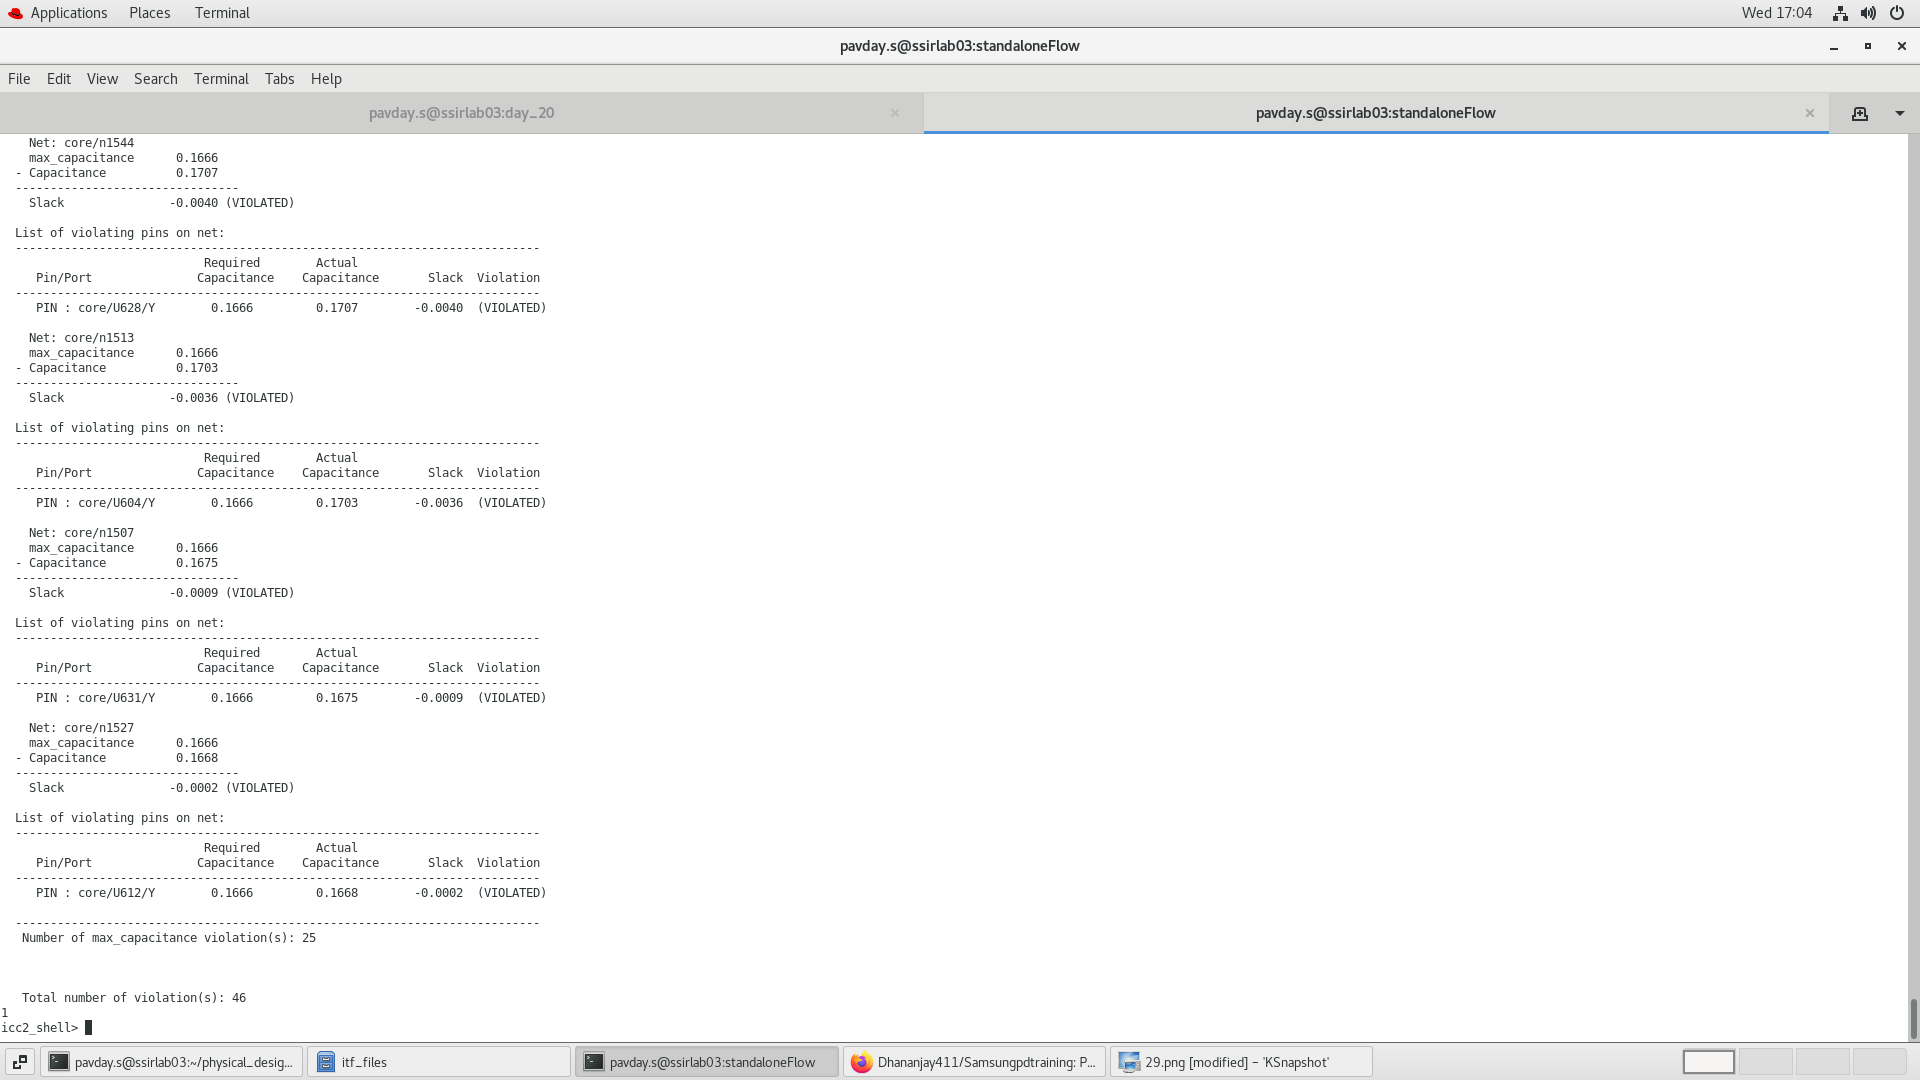 Applications Places Terminal Wed 17:04
pavday.s@ssirlab03:standaloneFlow
File Edit View Search Terminal Tabs Help
pavday.s@ssirlab03:day_20 × pavday.s@ssirlab03:standaloneFlow ×
Net: core/n1544
max_capacitance 0.1666
- Capacitance 0.1707
--------------------------------
Slack -0.0040 (VIOLATED)
List of violating pins on net:
---------------------------------------------------------------------------
Required Actual
Pin/Port Capacitance Capacitance Slack Violation
---------------------------------------------------------------------------
PIN : core/U628/Y 0.1666 0.1707 -0.0040 (VIOLATED)
Net: core/n1513
max_capacitance 0.1666
- Capacitance 0.1703
--------------------------------
Slack -0.0036 (VIOLATED)
List of violating pins on net:
---------------------------------------------------------------------------
Required Actual
Pin/Port Capacitance Capacitance Slack Violation
---------------------------------------------------------------------------
PIN : core/U604/Y 0.1666 0.1703 -0.0036 (VIOLATED)
Net: core/n1507
max_capacitance 0.1666
- Capacitance 0.1675
--------------------------------
Slack -0.0009 (VIOLATED)
List of violating pins on net:
---------------------------------------------------------------------------
Required Actual
Pin/Port Capacitance Capacitance Slack Violation
---------------------------------------------------------------------------
PIN : core/U631/Y 0.1666 0.1675 -0.0009 (VIOLATED)
Net: core/n1527
max_capacitance 0.1666
- Capacitance 0.1668
--------------------------------
Slack -0.0002 (VIOLATED)
List of violating pins on net:
---------------------------------------------------------------------------
Required Actual
Pin/Port Capacitance Capacitance Slack Violation
---------------------------------------------------------------------------
PIN : core/U612/Y 0.1666 0.1668 -0.0002 (VIOLATED)
---------------------------------------------------------------------------
Number of max_capacitance violation(s): 25
Total number of violation(s): 46
1
icc2_shell>
pavday.s@ssirlab03:~/physical_desig... itf_files pavday.s@ssirlab03:standaloneFlow Dhananjay411/Samsungpdtraining: P... 29.png [modified] – 'KSnapshot'